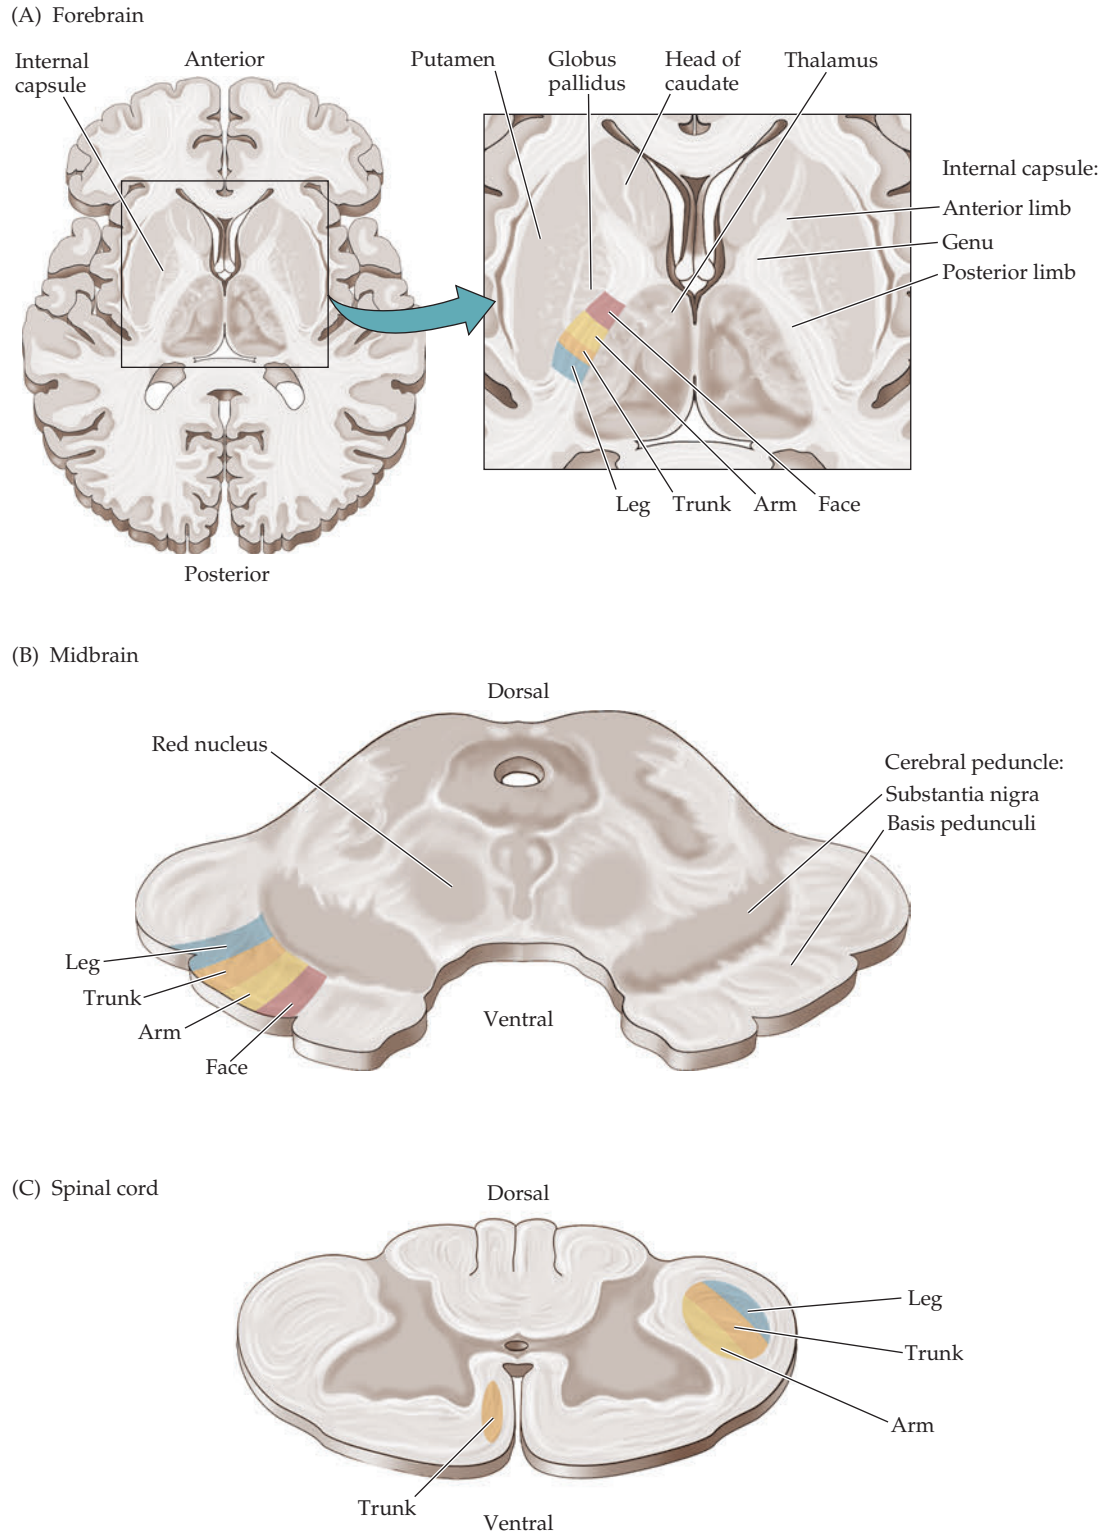 (A) Forebrain
Internal
capsule
Anterior
Posterior
Putamen
Globus
pallidus
Head of
caudate
Thalamus
Internal capsule:
Anterior limb
Genu
Posterior limb
Leg
Trunk
Arm
Face
(B) Midbrain
Dorsal
Red nucleus
Cerebral peduncle:
Substantia nigra
Basis pedunculi
Leg
Trunk
Arm
Face
Ventral
(C) Spinal cord
Dorsal
Leg
Trunk
Arm
Trunk
Ventral